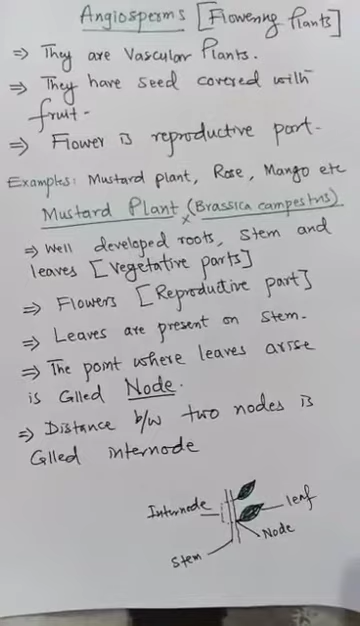 Angiosperms [Flowering Plants]
⇒ They are Vascular Plants.
⇒ They have seed covered with
fruit.
⇒ Flower is reproductive part.
Examples: Mustard plant, Rose, Mango etc
Mustard Plant (Brassica campestris)
⇒ Well developed roots, stem and
leaves [Vegetative parts]
⇒ Flowers [Reproductive part]
⇒ Leaves are present on stem.
⇒ The point where leaves arise
is Called Node.
⇒ Distance b/w two nodes is
Called internode
Internode
leaf
Node
Stem